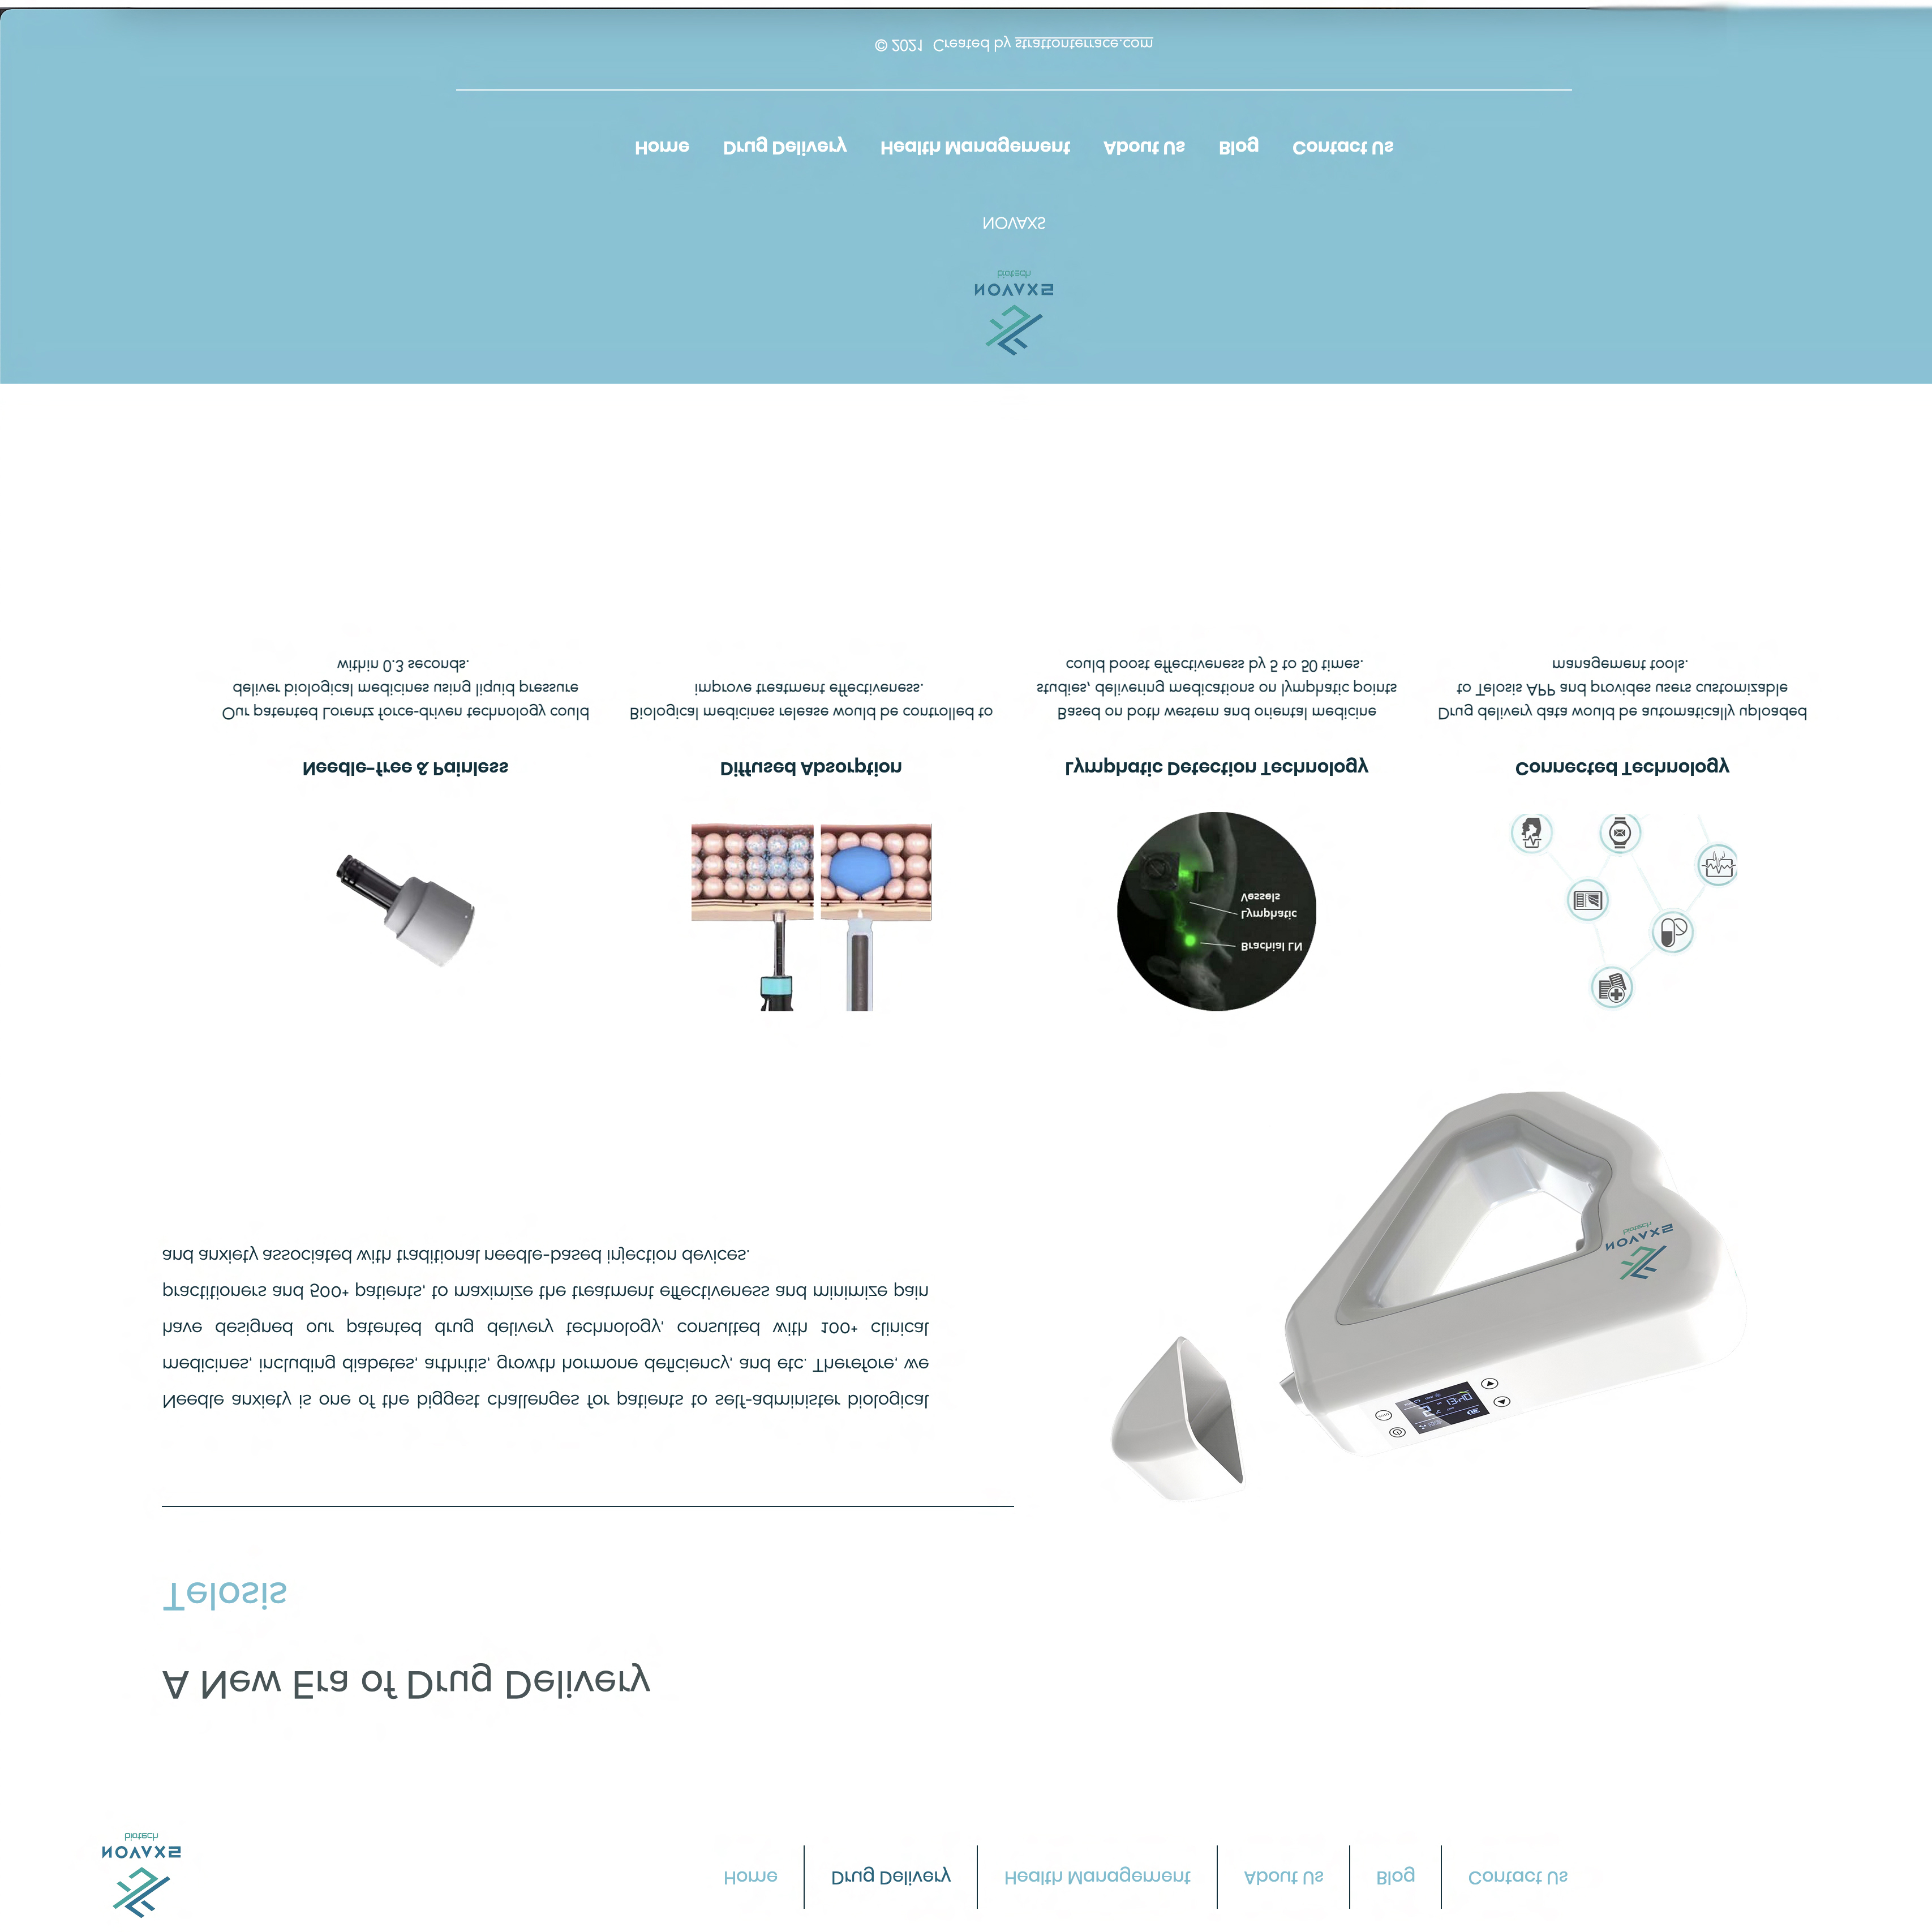 NOVAXS
biotech
Home
Drug Delivery
Health Management
About Us
Blog
Contact Us
A New Era of Drug Delivery
Telosis
Needle anxiety is one of the biggest challenges for patients to self-administer biological
medicines, including diabetes, arthritis, growth hormone deficiency, and etc. Therefore, we
have designed our patented drug delivery technology, consulted with 100+ clinical
practitioners and 500+ patients, to maximize the treatment effectiveness and minimize pain
and anxiety associated with traditional needle-based injection devices.
NOVAXS
biotech
Brachial LN
Lymphatic
Vessels
Needle-free & Painless
Our patented Lorentz force-driven technology could
deliver biological medicines using liquid pressure
within 0.3 seconds.
Diffused Absorption
Biological medicines release would be controlled to
improve treatment effectiveness.
Lymphatic Detection Technology
Based on both western and oriental medicine
studies, delivering medications on lymphatic points
could boost effectiveness by 5 to 50 times.
Connected Technology
Drug delivery data would be automatically uploaded
to Telosis APP and provides users customizable
management tools.
NOVAXS
biotech
NOVAXS
Home
Drug Delivery
Health Management
About Us
Blog
Contact Us
© 2021 Created by strattonterrace.com